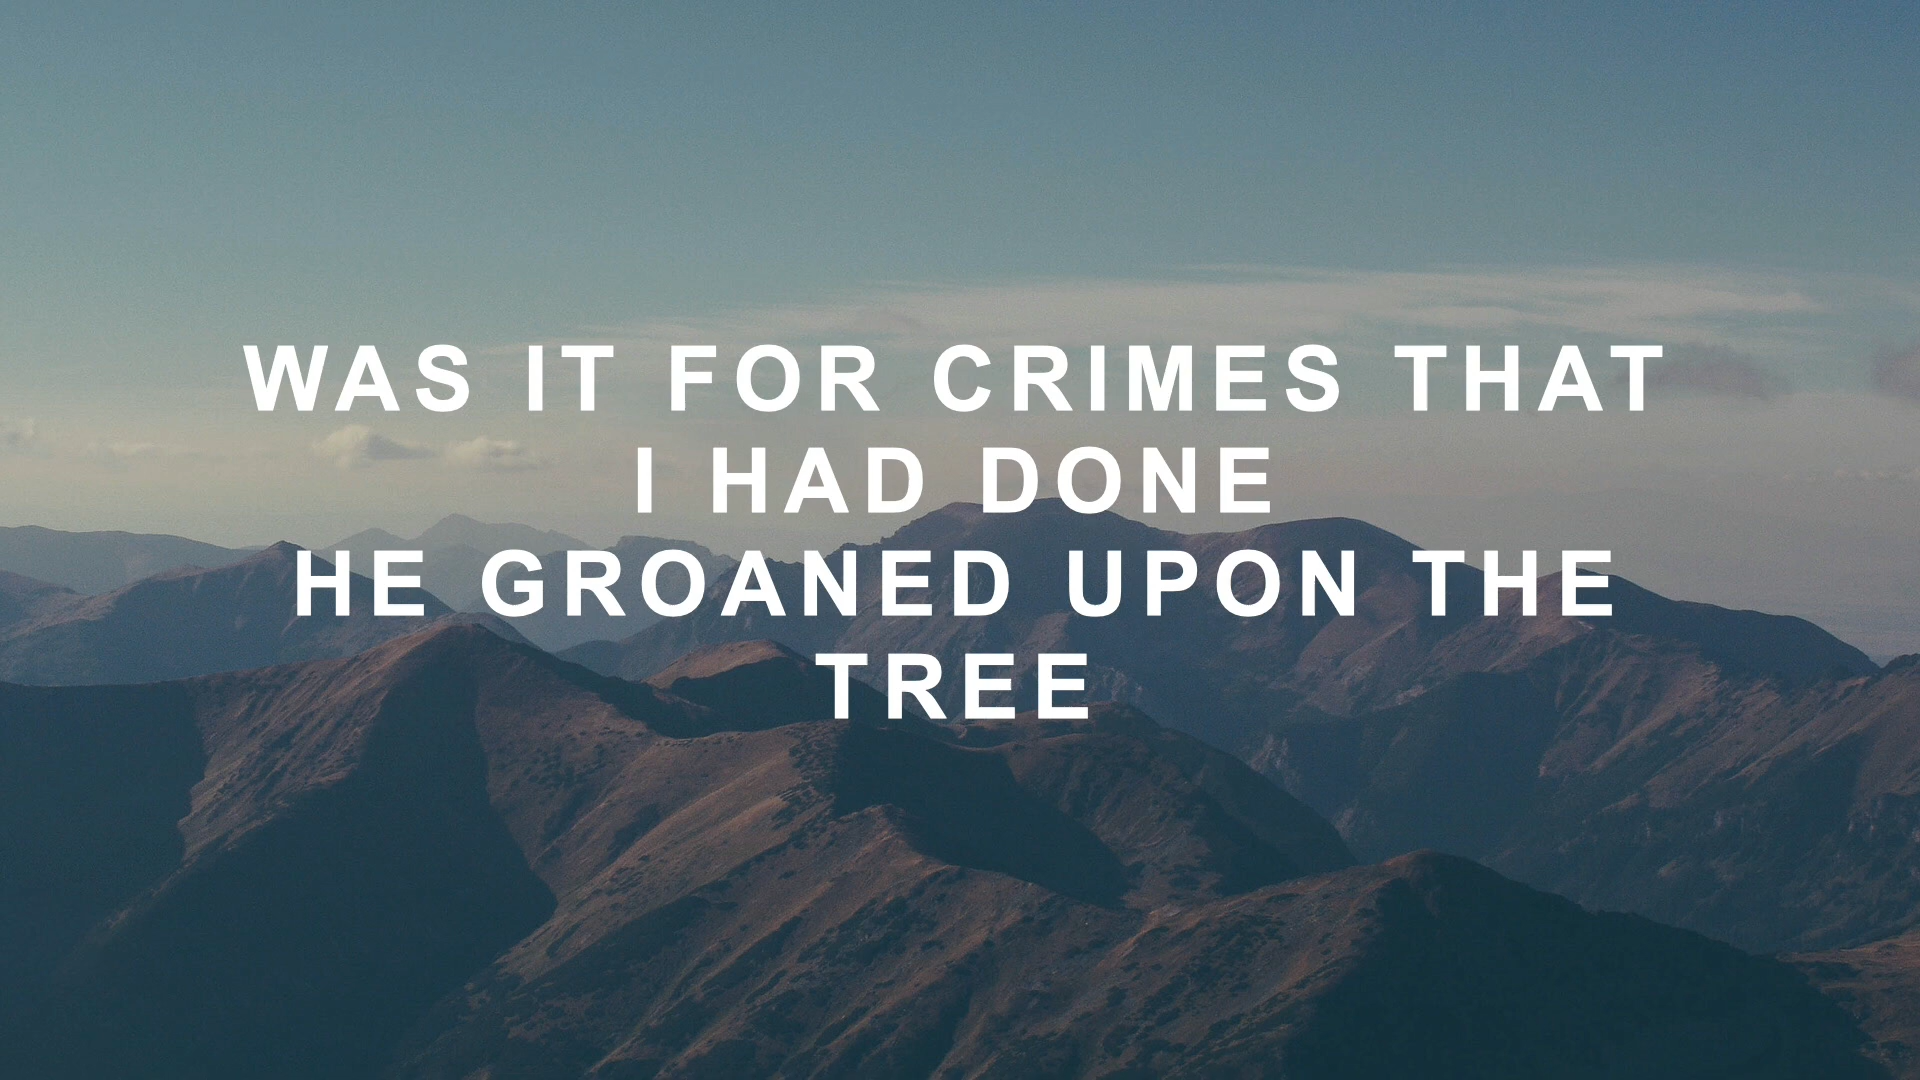 WAS IT FOR CRIMES THAT
I HAD DONE
HE GROANED UPON THE
TREE